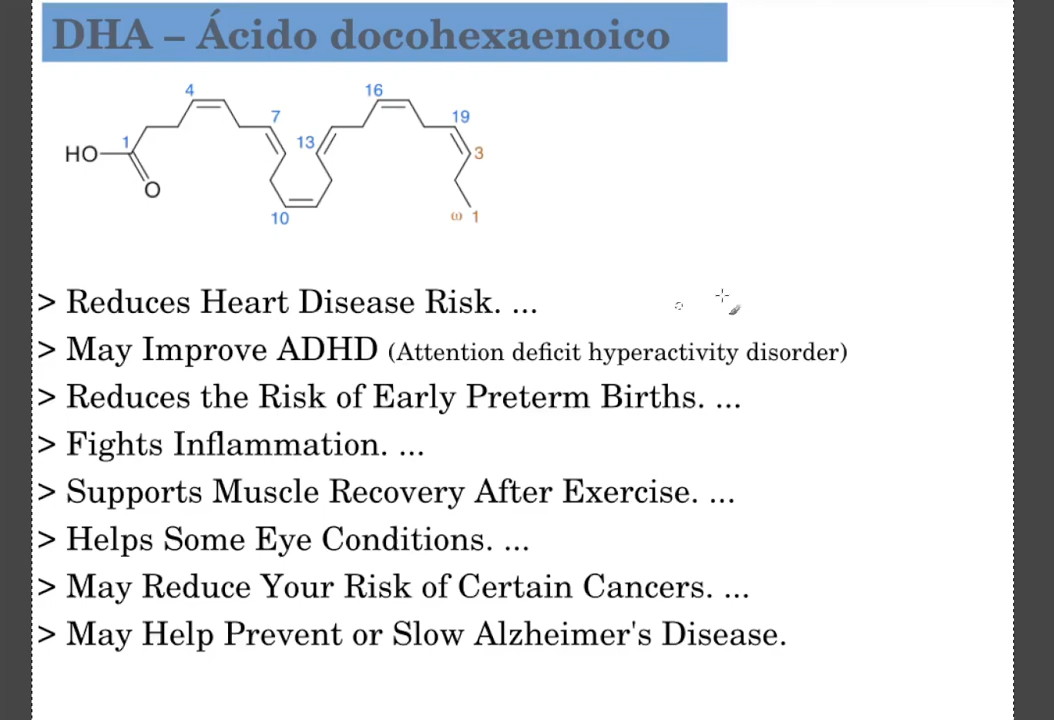 DHA – Ácido docohexaenoico
4
16
7
19
1
13
HO
3
O
10
ω 1
> Reduces Heart Disease Risk. ...
> May Improve ADHD (Attention deficit hyperactivity disorder)
> Reduces the Risk of Early Preterm Births. ...
> Fights Inflammation. ...
> Supports Muscle Recovery After Exercise. ...
> Helps Some Eye Conditions. ...
> May Reduce Your Risk of Certain Cancers. ...
> May Help Prevent or Slow Alzheimer's Disease.